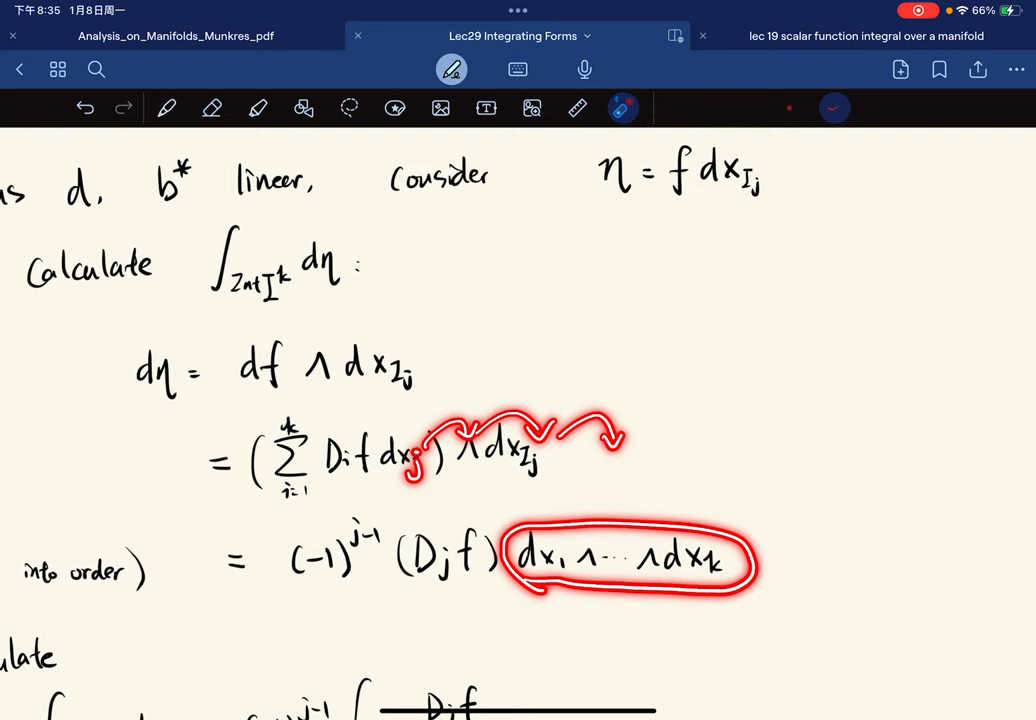 下午 8:35 1月8日周一
66%
Analysis_on_Manifolds_Munkres_pdf
Lec29 Integrating Forms
lec 19 scalar function integral over a manifold
as d, b* linear, Consider η = f dx_{I_j}
Calculate ∫_{Int I^k} dη :
dη = df ∧ dx_{I_j}
= (∑_{i=1}^{k} D_i f dx_j) ∧ dx_{I_j}
into order) = (-1)^{j-1} (D_j f) dx_1 ∧ ··· ∧ dx_k
ulate
∫ j-1 ∫ D_j f